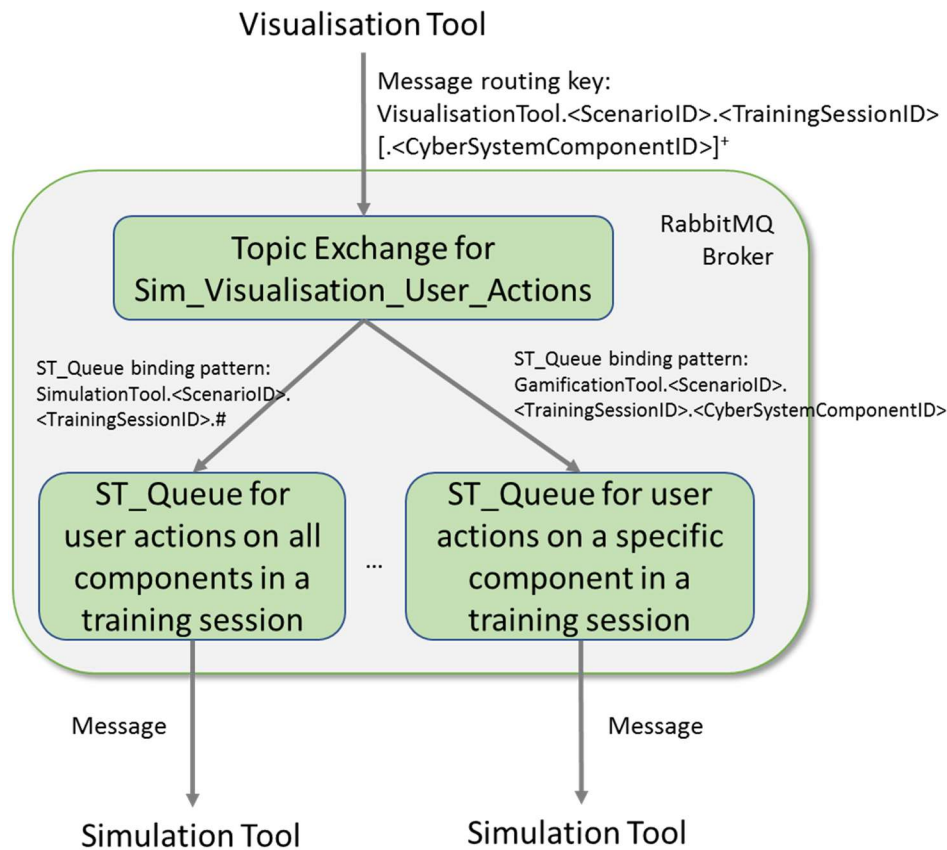 Visualisation Tool
Message routing key:
VisualisationTool.<ScenarioID>.<TrainingSessionID>
[.<CyberSystemComponentID>]⁺
RabbitMQ
Broker
Topic Exchange for
Sim_Visualisation_User_Actions
ST_Queue binding pattern:
SimulationTool.<ScenarioID>.
<TrainingSessionID>.#
ST_Queue binding pattern:
GamificationTool.<ScenarioID>.
<TrainingSessionID>.<CyberSystemComponentID>
ST_Queue for
user actions on all
components in a
training session
...
ST_Queue for user
actions on a specific
component in a
training session
Message
Message
Simulation Tool
Simulation Tool